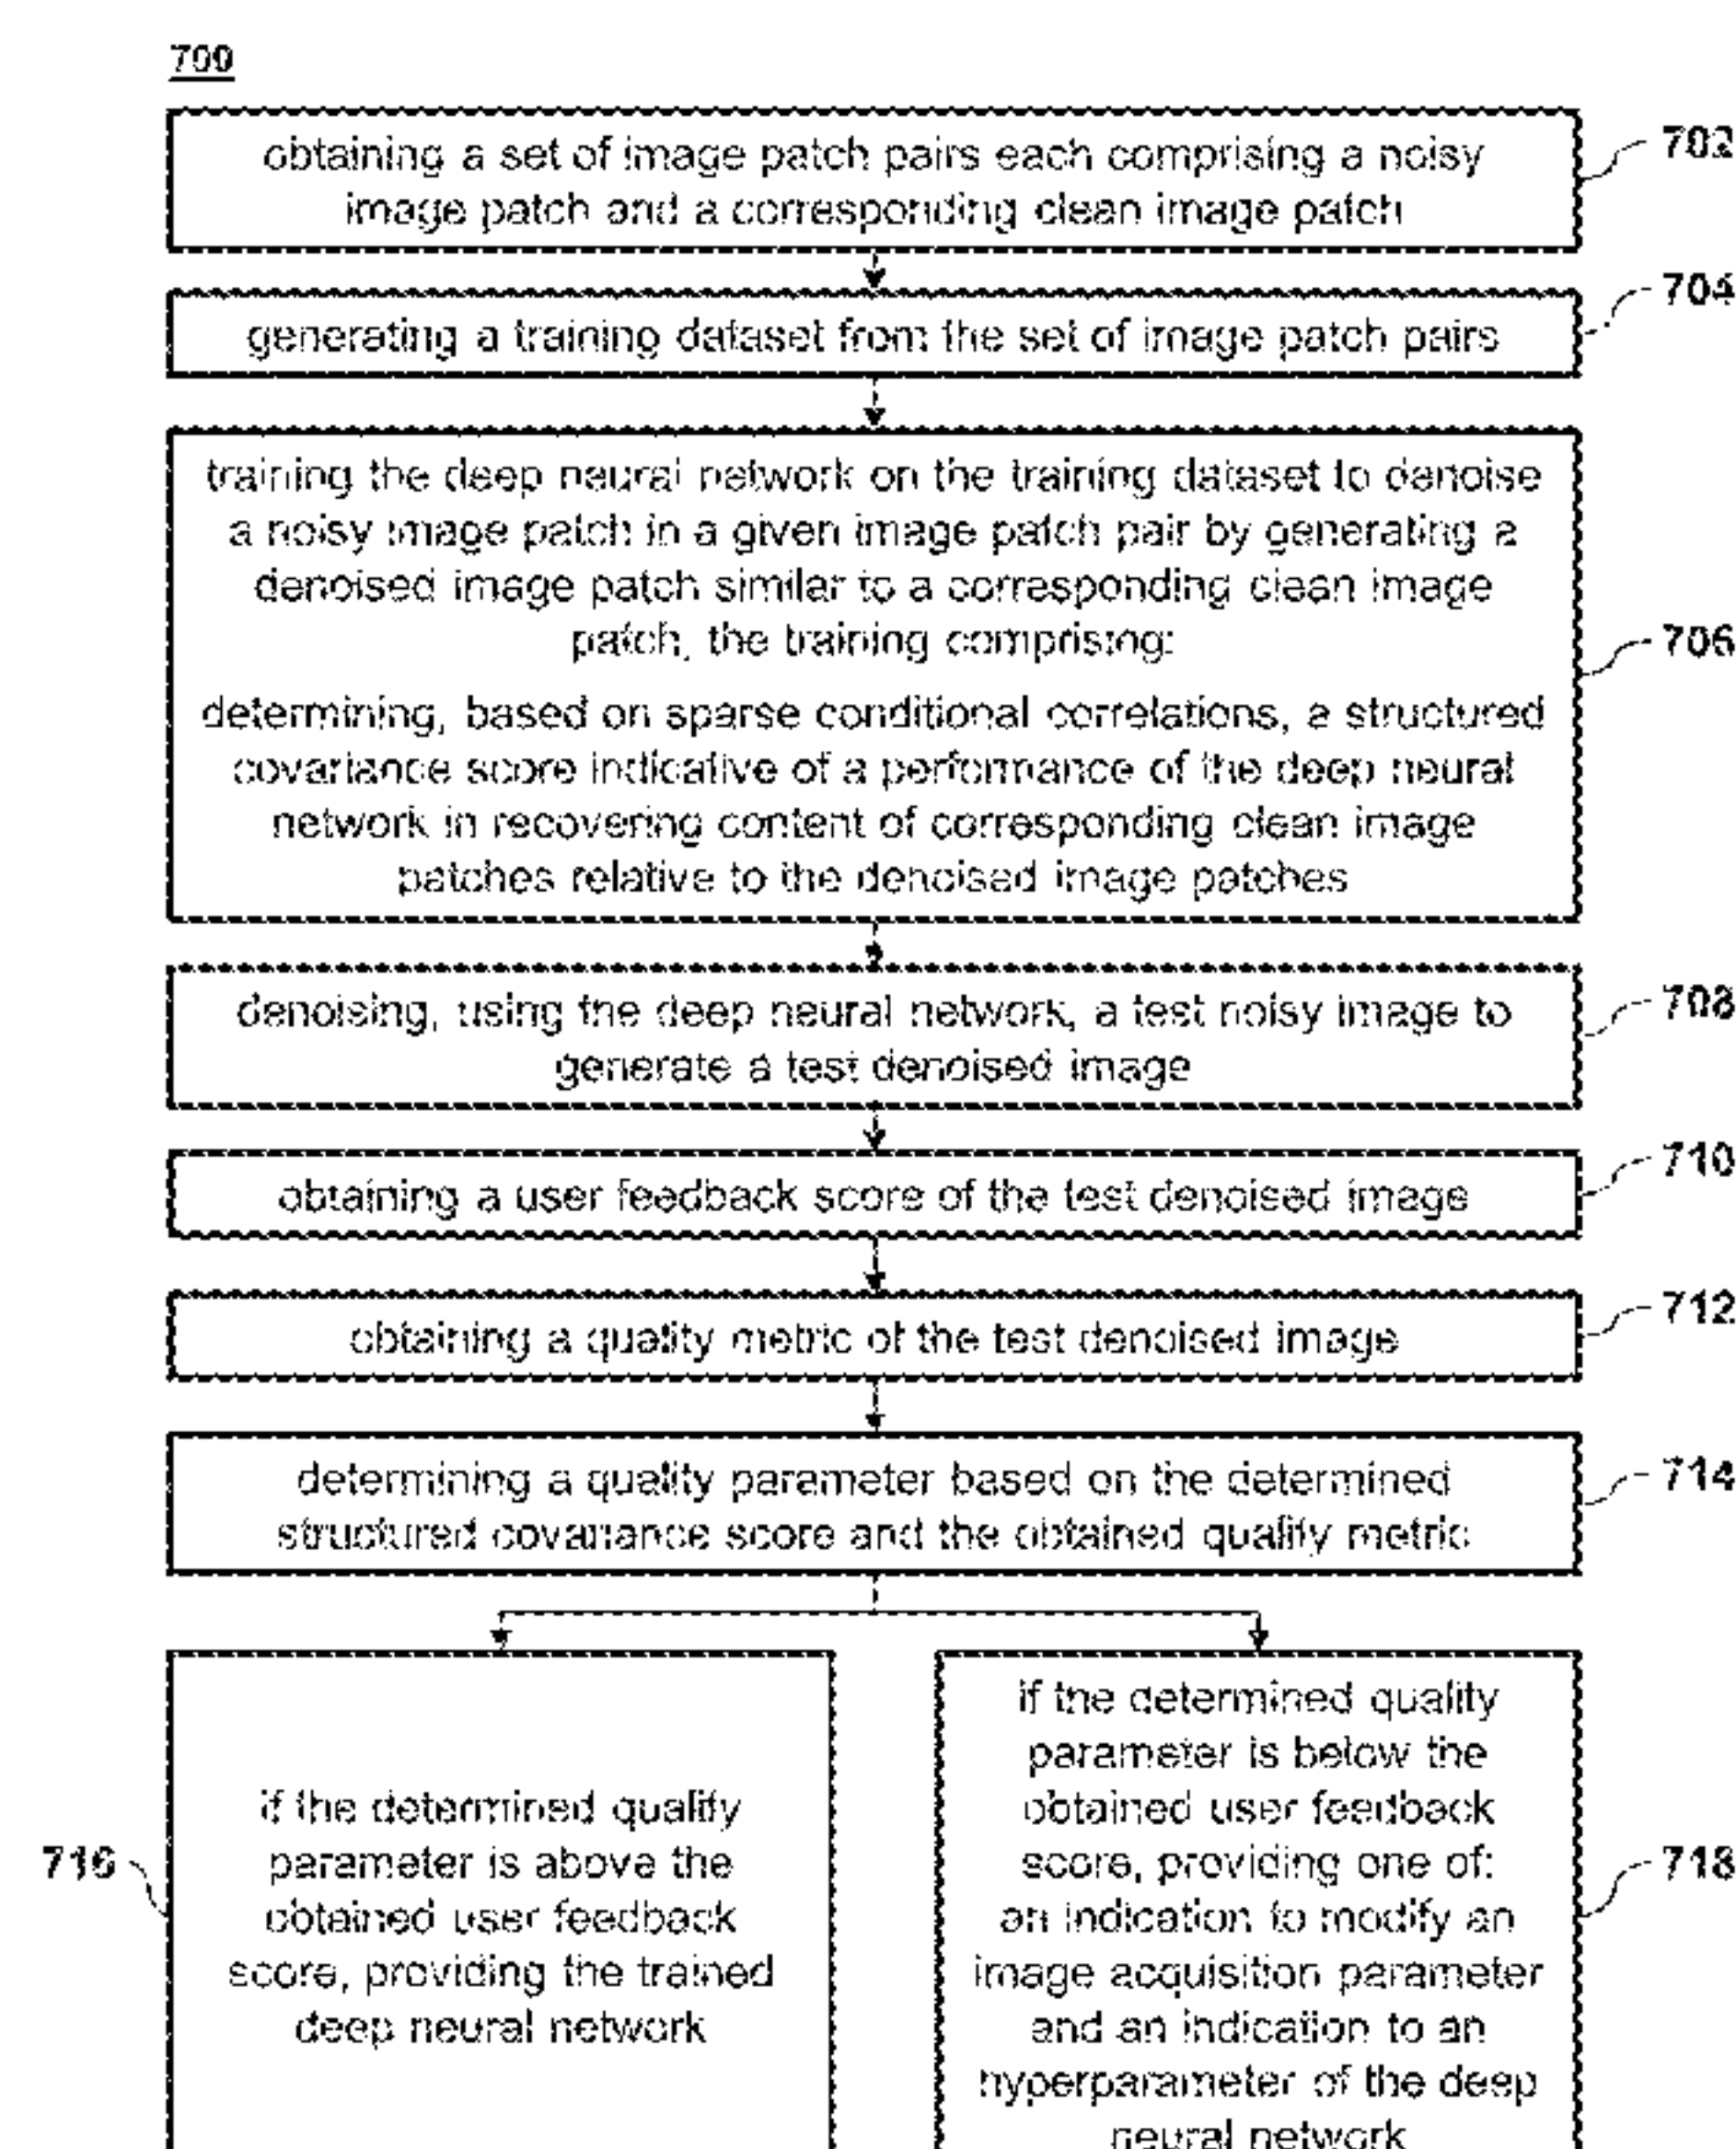 700
obtaining a set of image patch pairs each comprising a noisy
image patch and a corresponding clean image patch
702
generating a training dataset from the set of image patch pairs
704
training the deep neural network on the training dataset to denoise
a noisy image patch in a given image patch pair by generating a
denoised image patch similar to a corresponding clean image
patch, the training comprising:
determining, based on sparse conditional correlations, a structured
covariance score indicative of a performance of the deep neural
network in recovering content of corresponding clean image
patches relative to the denoised image patches
706
denoising, using the deep neural network, a test noisy image to
generate a test denoised image
708
obtaining a user feedback score of the test denoised image
710
obtaining a quality metric of the test denoised image
712
determining a quality parameter based on the determined
structured covariance score and the obtained quality metric
714
716
if the determined quality
parameter is above the
obtained user feedback
score, providing the trained
deep neural network
if the determined quality
parameter is below the
obtained user feedback
score, providing one of:
an indication to modify an
image acquisition parameter
and an indication to an
hyperparameter of the deep
neural network
718